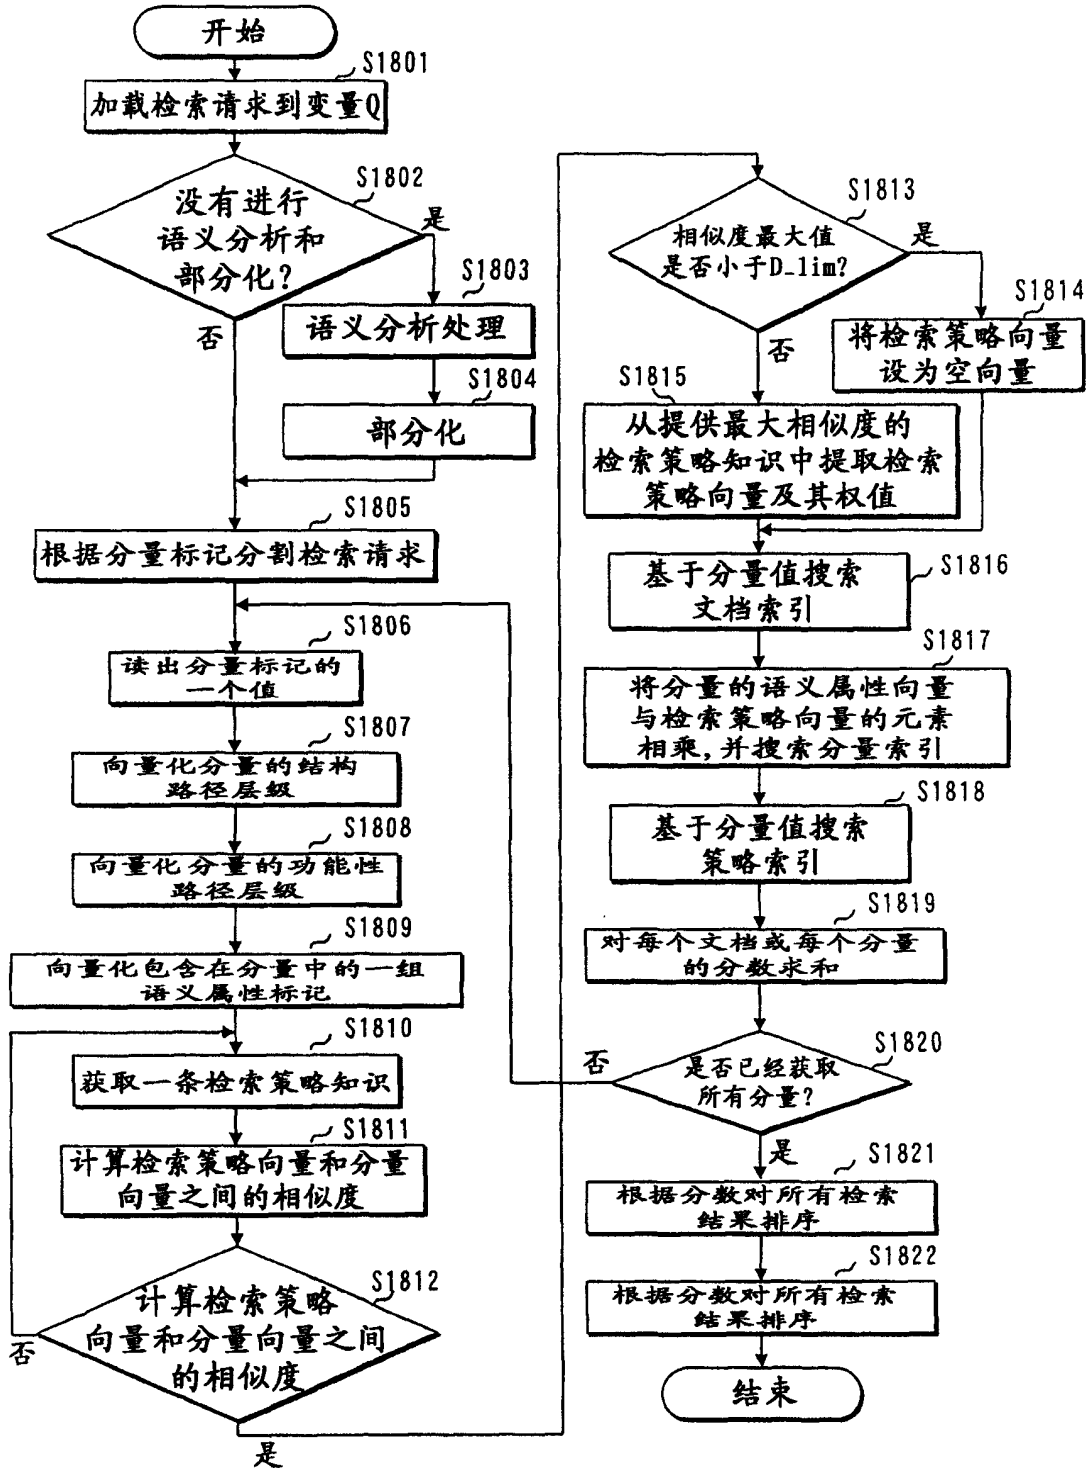 开始
S1801
加载检索请求到变量Q
S1802
没有进行
语义分析和
部分化?
是
否
S1803
语义分析处理
S1804
部分化
S1805
根据分量标记分割检索请求
S1806
读出分量标记的
一个值
S1807
向量化分量的结构
路径层级
S1808
向量化分量的功能性
路径层级
S1809
向量化包含在分量中的一组
语义属性标记
S1810
获取一条检索策略知识
S1811
计算检索策略向量和分量
向量之间的相似度
S1812
计算检索策略
向量和分量向量之间
的相似度
否
是
S1813
相似度最大值
是否小于D_lim?
是
否
S1814
将检索策略向量
设为空向量
S1815
从提供最大相似度的
检索策略知识中提取检索
策略向量及其权值
S1816
基于分量值搜索
文档索引
S1817
将分量的语义属性向量
与检索策略向量的元素
相乘,并搜索分量索引
S1818
基于分量值搜索
策略索引
S1819
对每个文档或每个分量
的分数求和
S1820
是否已经获取
所有分量?
否
是
S1821
根据分数对所有检索
结果排序
S1822
根据分数对所有检索
结果排序
结束